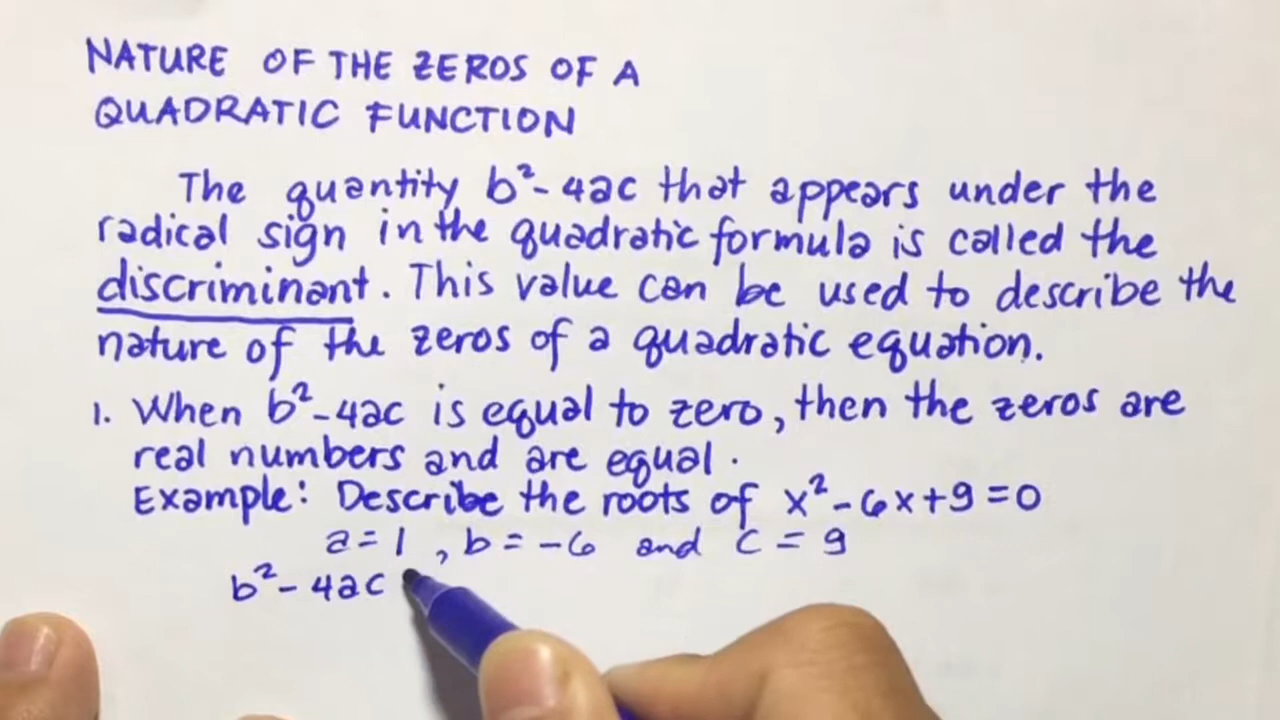 NATURE OF THE ZEROS OF A
QUADRATIC FUNCTION
The quantity b²-4ac that appears under the
radical sign in the quadratic formula is called the
discriminant. This value can be used to describe the
nature of the zeros of a quadratic equation.
1. When b²-4ac is equal to zero, then the zeros are
real numbers and are equal.
Example: Describe the roots of x²-6x+9=0
a=1, b=-6 and c=9
b²-4ac